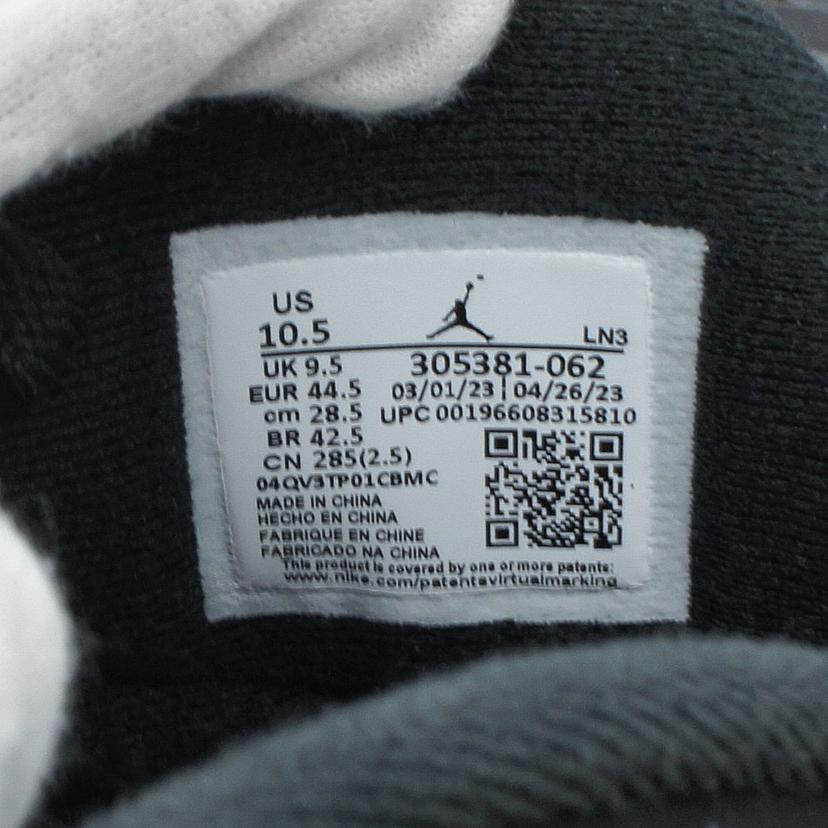 US
10.5
LN3
UK 9.5
305381-062
EUR 44.5
03/01/23 | 04/26/23
cm 28.5
UPC 00196608315810
BR 42.5
CN 285(2.5)
04QV3TP01CBMC
MADE IN CHINA
HECHO EN CHINA
FABRIQUE EN CHINE
FABRICADO NA CHINA
This product is covered by one or more patents:
www.nike.com/patentsvirtualmarking